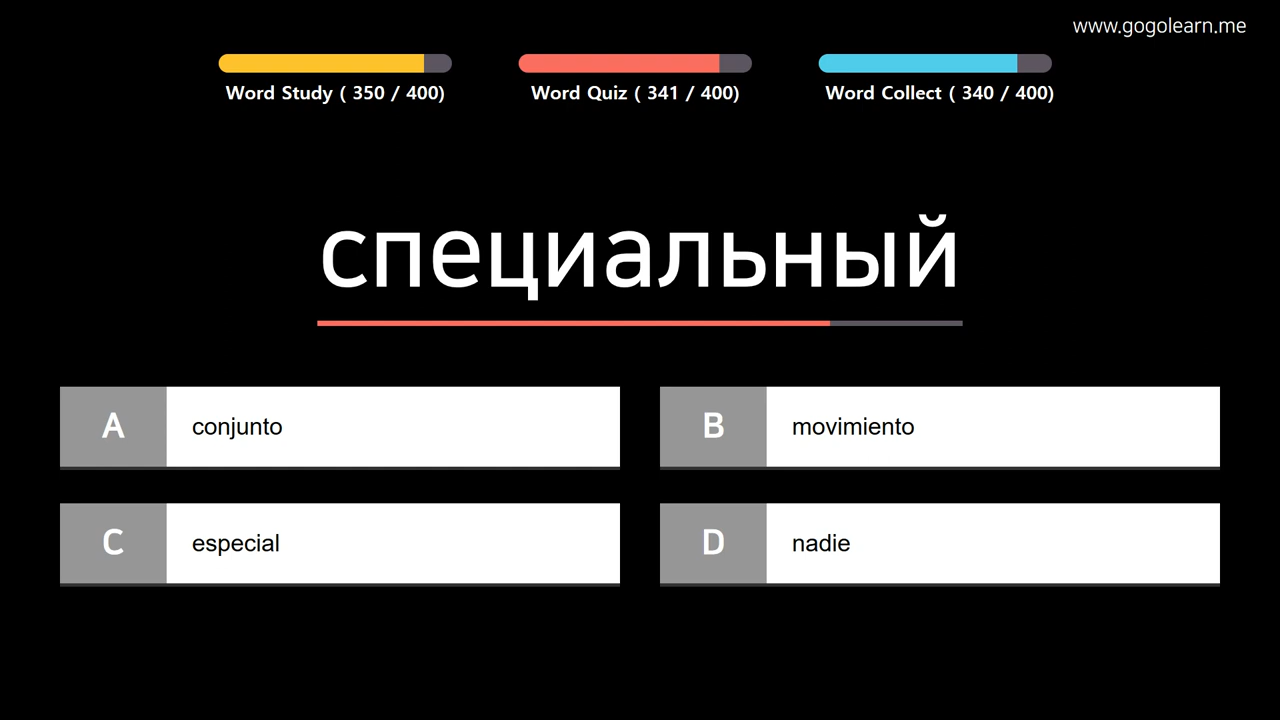 www.gogolearn.me
Word Study ( 350 / 400)
Word Quiz ( 341 / 400)
Word Collect ( 340 / 400)
специальный
A conjunto
B movimiento
C especial
D nadie